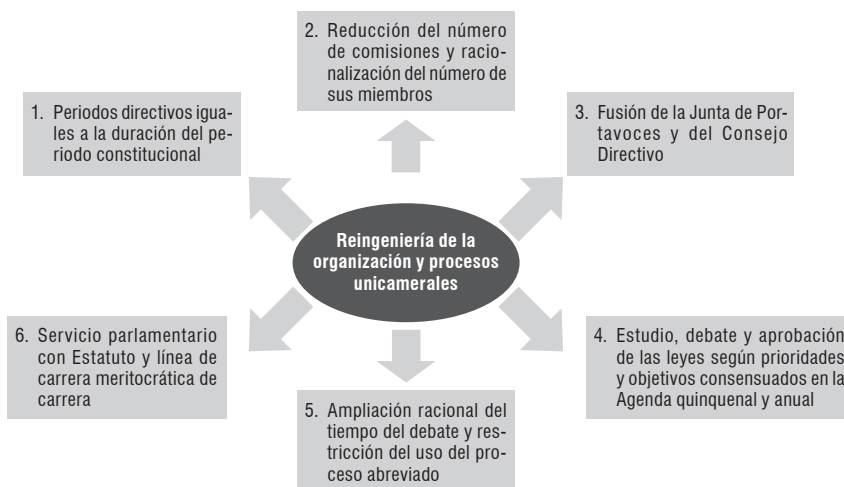 2. Reducción del número
de comisiones y racio-
nalización del número de
sus miembros
1. Periodos directivos igua-
les a la duración del pe-
riodo constitucional
3. Fusión de la Junta de Por-
tavoces y del Consejo
Directivo
Reingeniería de la
organización y procesos
unicamerales
6. Servicio parlamentario
con Estatuto y línea de
carrera meritocrática de
carrera
4. Estudio, debate y aprobación
de las leyes según prioridades
y objetivos consensuados en la
Agenda quinquenal y anual
5. Ampliación racional del
tiempo del debate y res-
tricción del uso del pro-
ceso abreviado